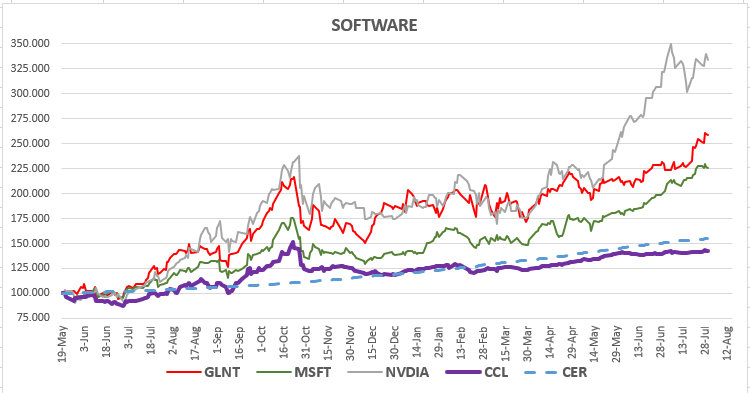 SOFTWARE
350.000
325.000
300.000
275.000
250.000
225.000
200.000
175.000
150.000
125.000
100.000
75.000
19-May
3-Jun
18-Jun
3-Jul
18-Jul
2-Aug
17-Aug
1-Sep
16-Sep
1-Oct
16-Oct
31-Oct
15-Nov
30-Nov
15-Dec
30-Dec
14-Jan
29-Jan
13-Feb
28-Feb
15-Mar
30-Mar
14-Apr
29-Apr
14-May
29-May
13-Jun
28-Jun
13-Jul
28-Jul
12-Aug
GLNT MSFT NVDIA CCL CER